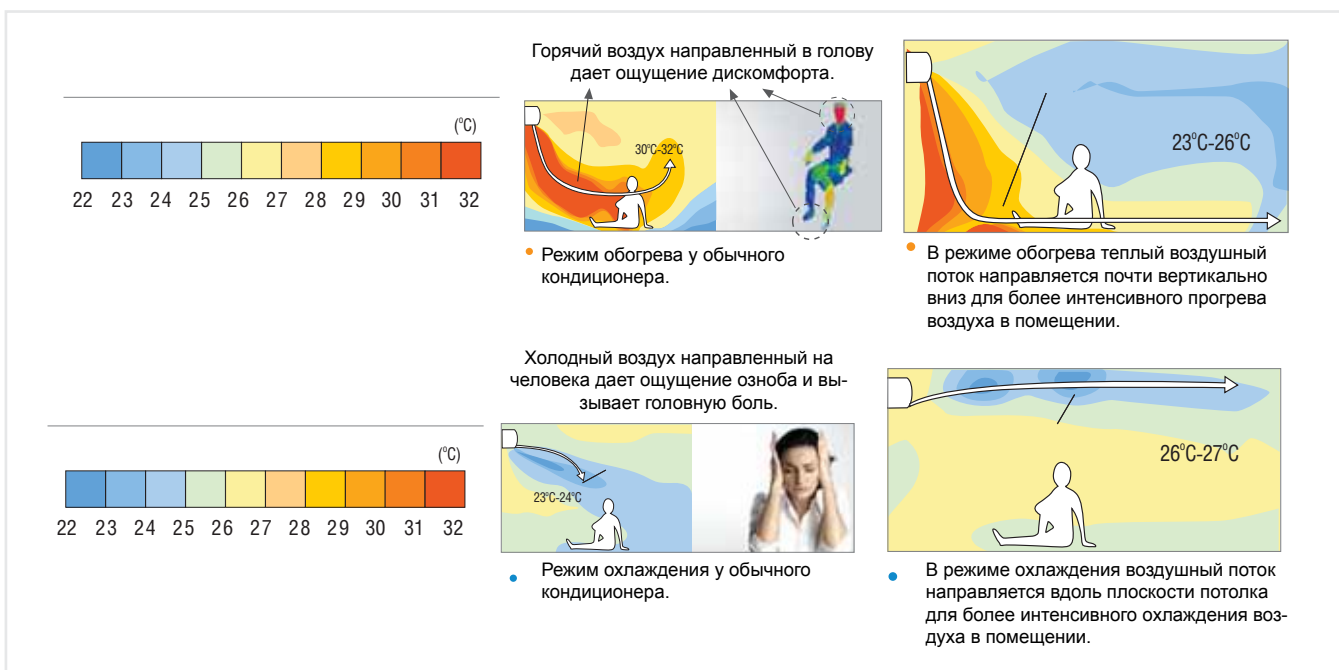 Горячий воздух направленный в голову
дает ощущение дискомфорта.
(°C)
22 23 24 25 26 27 28 29 30 31 32
30°C-32°C
23°C-26°C
Режим обогрева у обычного
кондиционера.
В режиме обогрева теплый воздушный
поток направляется почти вертикально
вниз для более интенсивного прогрева
воздуха в помещении.
Холодный воздух направленный на
человека дает ощущение озноба и вы-
зывает головную боль.
(°C)
22 23 24 25 26 27 28 29 30 31 32
23°C-24°C
26°C-27°C
Режим охлаждения у обычного
кондиционера.
В режиме охлаждения воздушный поток
направляется вдоль плоскости потолка
для более интенсивного охлаждения воз-
духа в помещении.